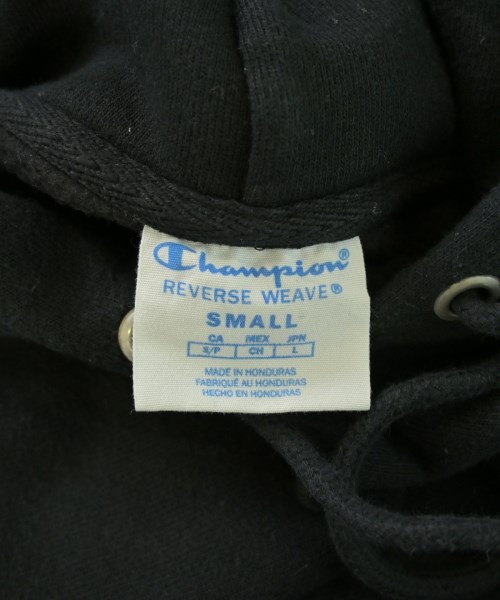 Champion®
REVERSE WEAVE®
SMALL
CA MEX JPN
S/P CH L
MADE IN HONDURAS
FABRIQUÉ AU HONDURAS
HECHO EN HONDURAS